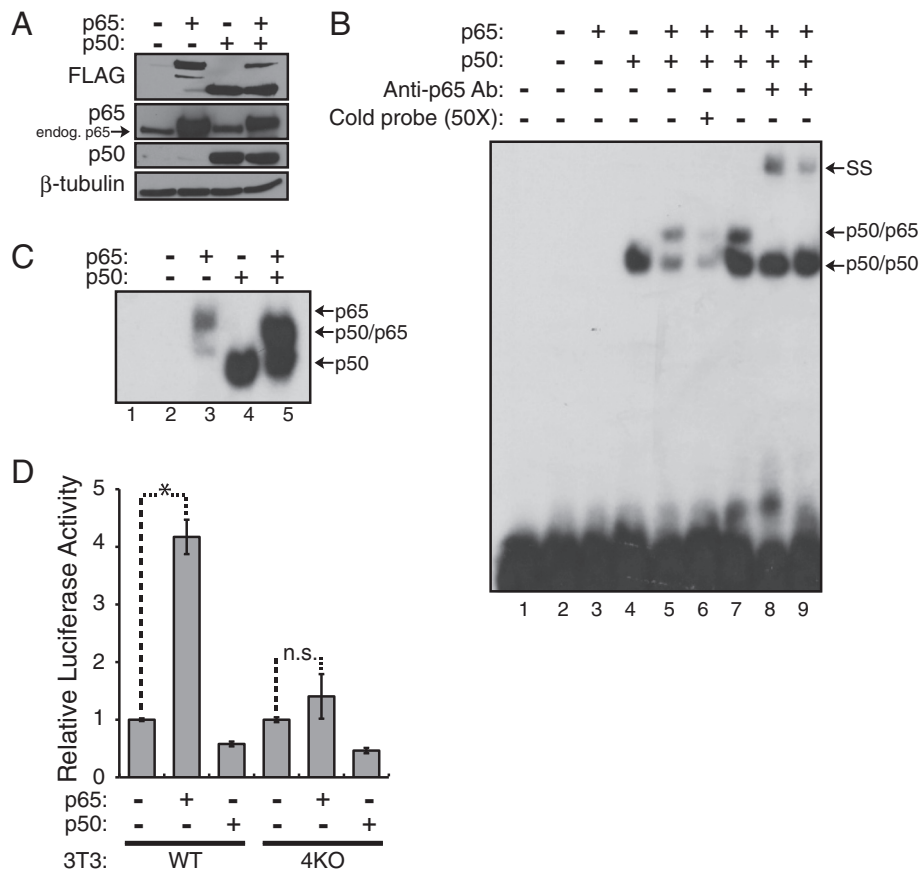 A
p65: - + - +
p50: - - + +
FLAG
p65
endog. p65
p50
β-tubulin
B
p65: - + - + + + + +
p50: - - + + + + + +
Anti-p65 Ab: - - - - - - - + +
Cold probe (50X): - - - - - + - - -
SS
p50/p65
p50/p50
1 2 3 4 5 6 7 8 9
C
p65: - + - +
p50: - - + +
p65
p50/p65
p50
1 2 3 4 5
D
Relative Luciferase Activity
5
4
3
2
1
0
*
n.s.
p65: - + - - + -
p50: - - + - - +
3T3: WT 4KO